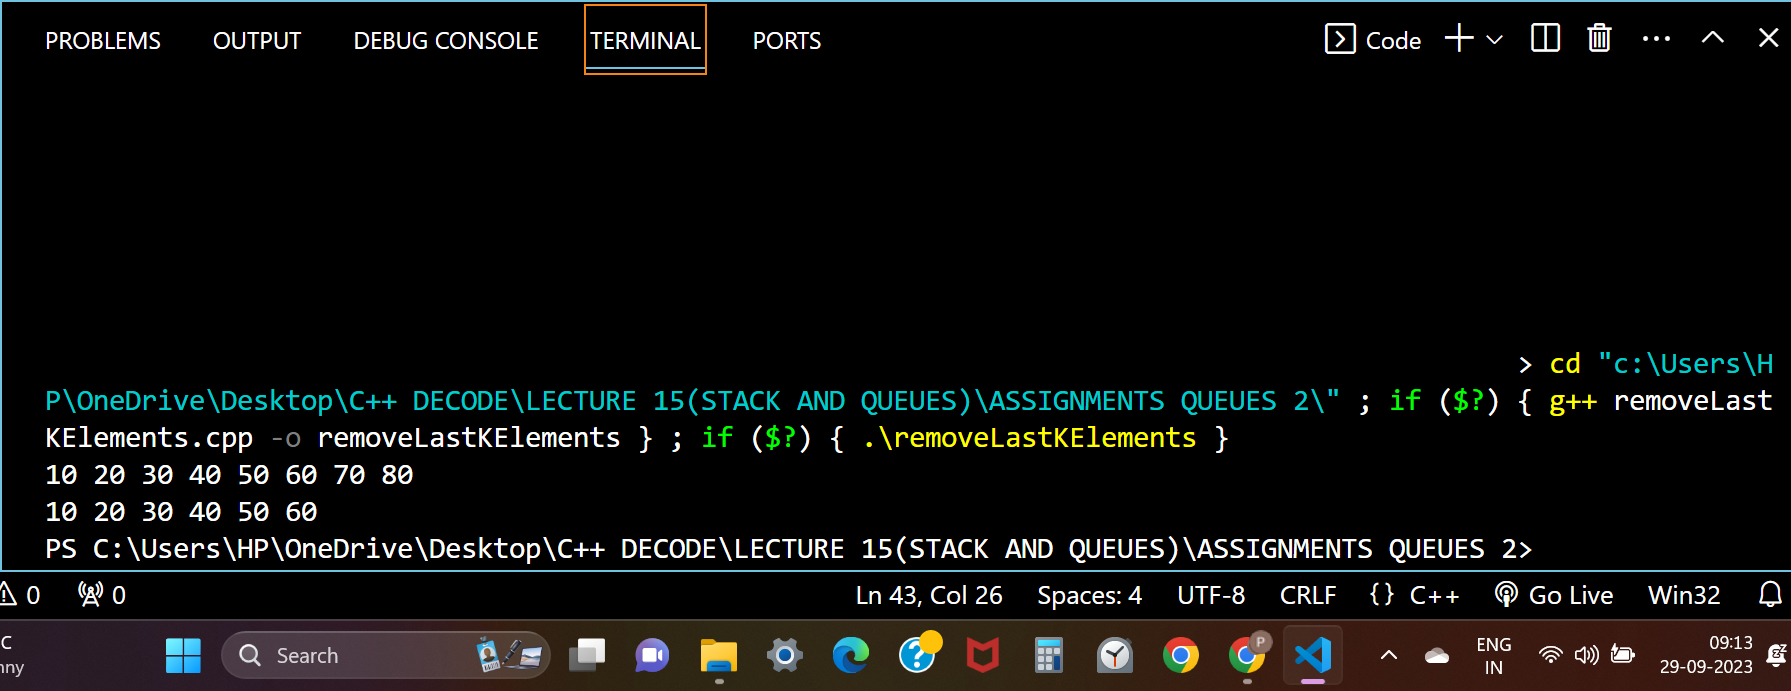 PROBLEMS OUTPUT DEBUG CONSOLE TERMINAL PORTS Code
> cd "c:\Users\H
P\OneDrive\Desktop\C++ DECODE\LECTURE 15(STACK AND QUEUES)\ASSIGNMENTS QUEUES 2\" ; if ($?) { g++ removeLast
KElements.cpp -o removeLastKElements } ; if ($?) { .\removeLastKElements }
10 20 30 40 50 60 70 80
10 20 30 40 50 60
PS C:\Users\HP\OneDrive\Desktop\C++ DECODE\LECTURE 15(STACK AND QUEUES)\ASSIGNMENTS QUEUES 2>
0 0 Ln 43, Col 26 Spaces: 4 UTF-8 CRLF {} C++ Go Live Win32
C
nny
Search
P
ENG
IN
09:13
29-09-2023